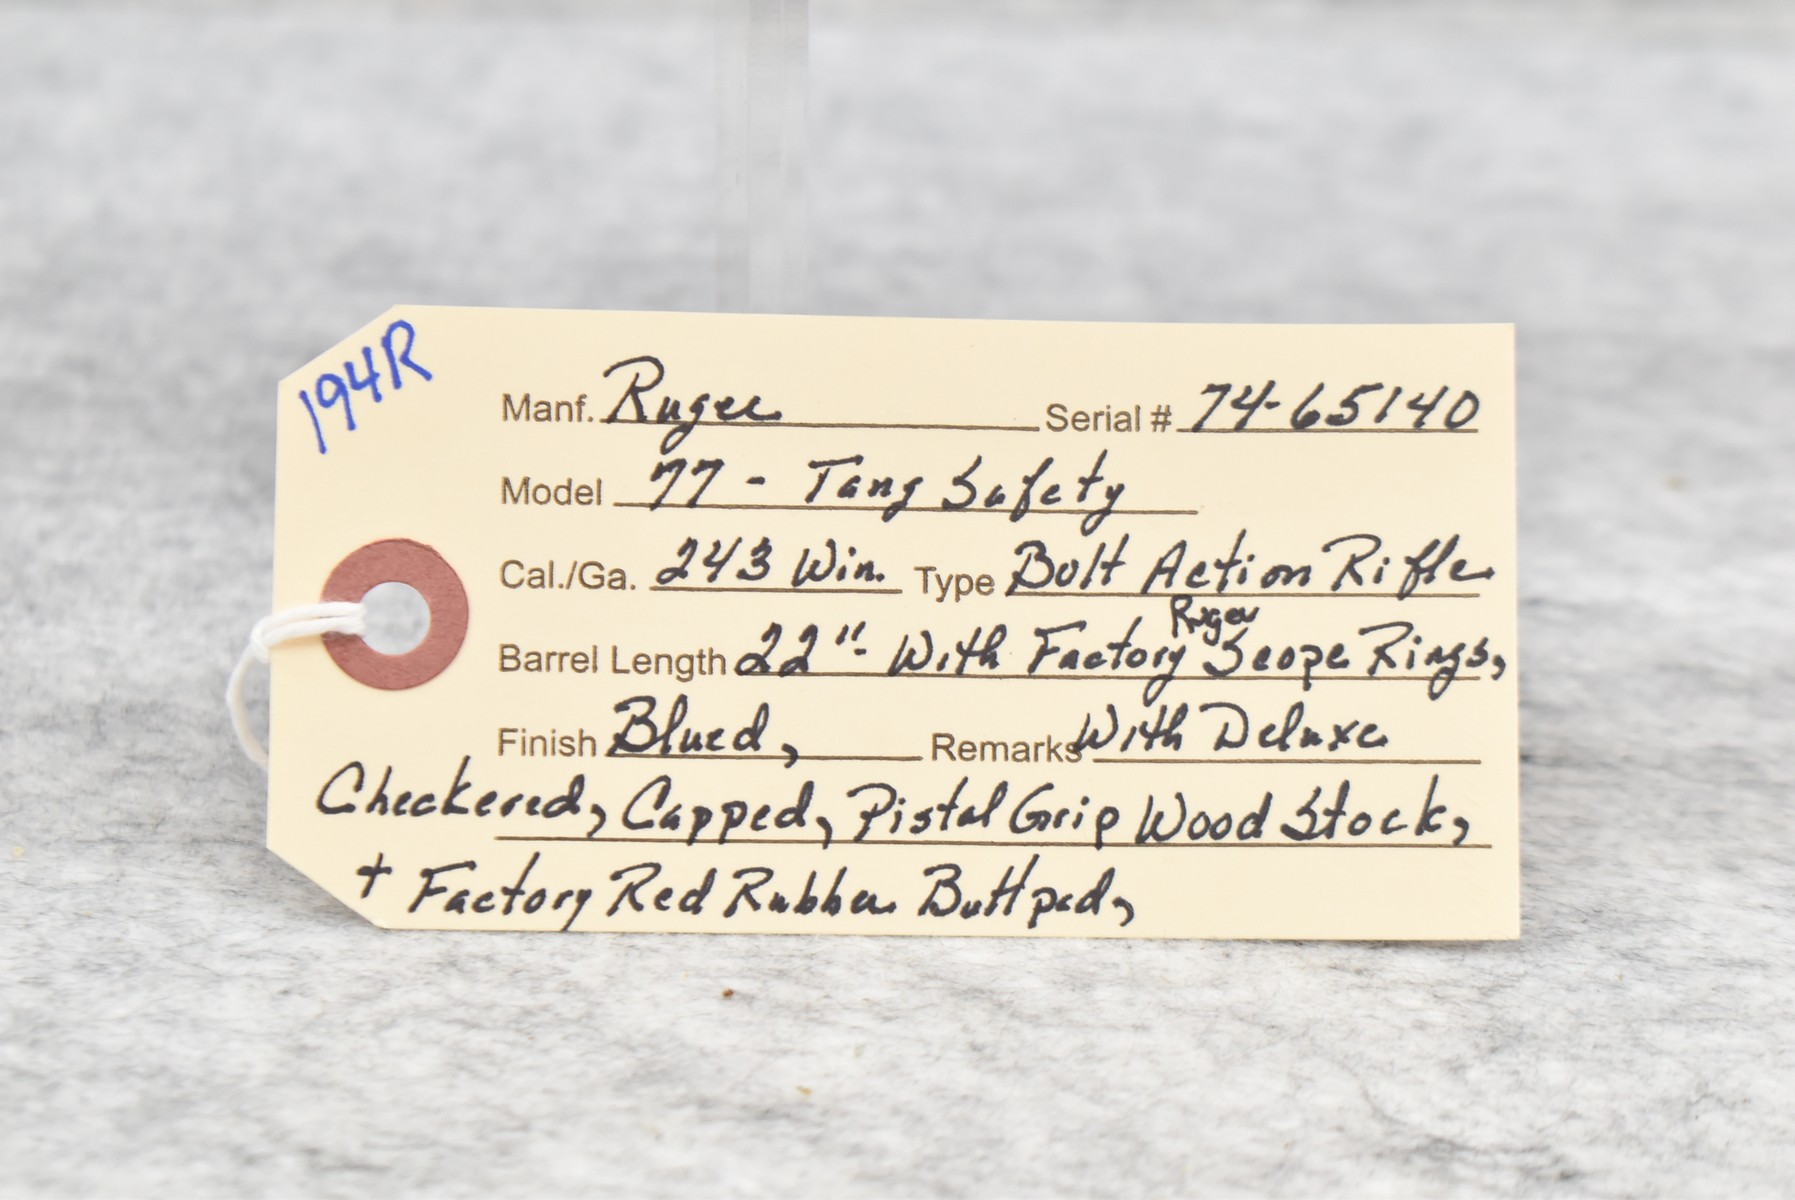 194R
Manf. Ruger Serial # 74-65140
Model 77 - Tang Safety
Cal./Ga. 243 Win. Type Bolt Action Rifle
Ruger
Barrel Length 22"- With Factory Scope Rings,
Finish Blued, Remarks With Deluxe
Checkered, Capped, Pistol Grip Wood Stock,
+ Factory Red Rubber Buttpad,